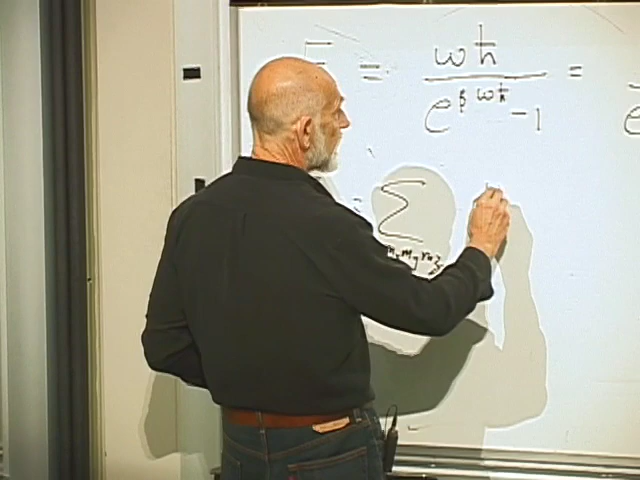 E = ωħ / e^βωħ - 1 =
= Σ